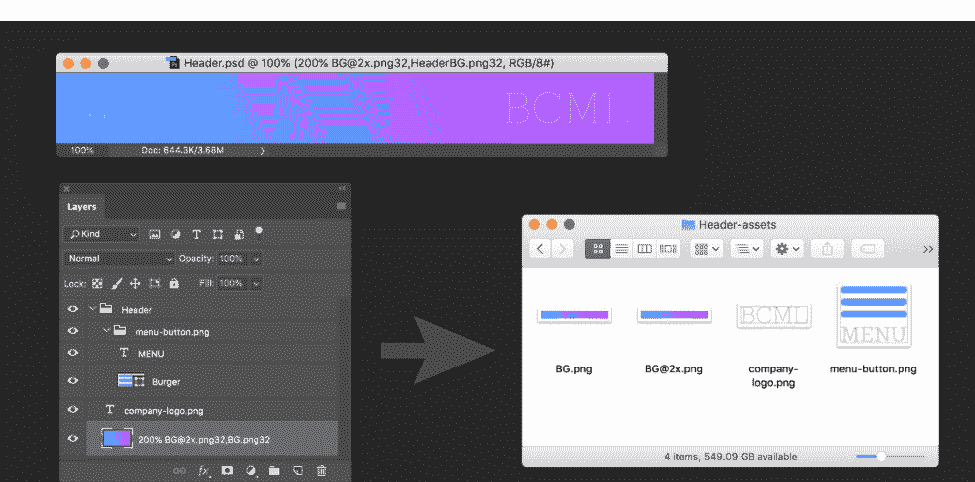 Header.psd @ 100% (200% BG@2x.png32,HeaderBG.png32, RGB/8#)
BCML
100% Doc: 644.3K/3.68M
Layers
Kind
Normal Opacity: 100%
Lock: Fill: 100%
Header
menu-button.png
T MENU
Burger
T company-logo.png
200% BG@2x.png32,BG.png32
fx
Header-assets
BCML
MENU
BG.png
BG@2x.png
company-
logo.png
menu-button.png
4 items, 549.09 GB available